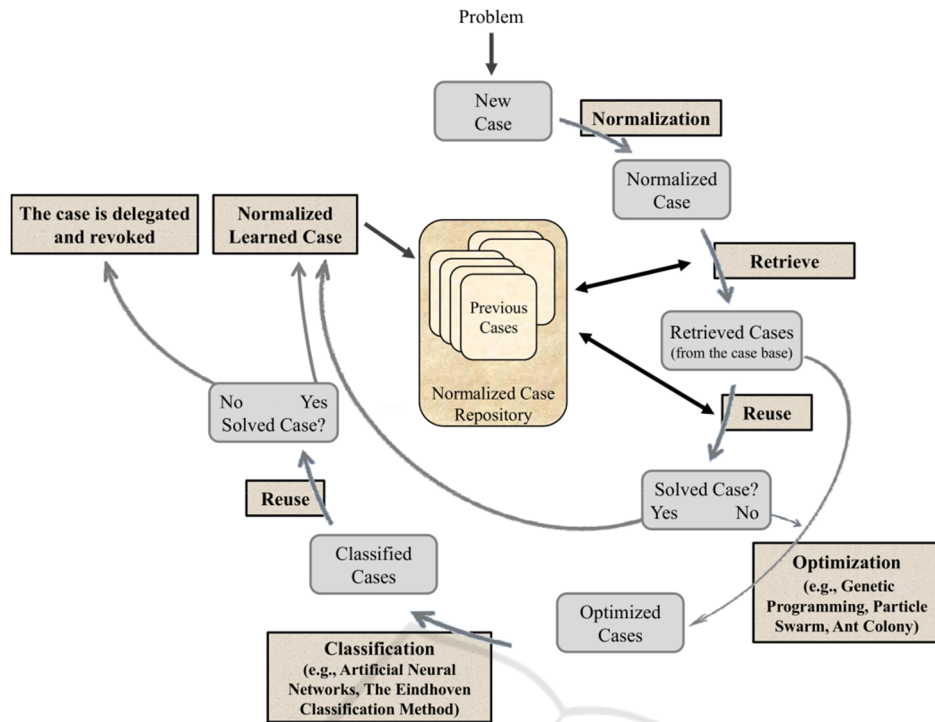 Problem
New
Case
Normalization
Normalized
Case
The case is delegated
and revoked
Normalized
Learned Case
Retrieve
Previous
Cases
Retrieved Cases
(from the case base)
Normalized Case
Repository
No Yes
Solved Case?
Reuse
Reuse
Solved Case?
Yes No
Classified
Cases
Optimization
(e.g., Genetic
Programming, Particle
Swarm, Ant Colony)
Optimized
Cases
Classification
(e.g., Artificial Neural
Networks, The Eindhoven
Classification Method)